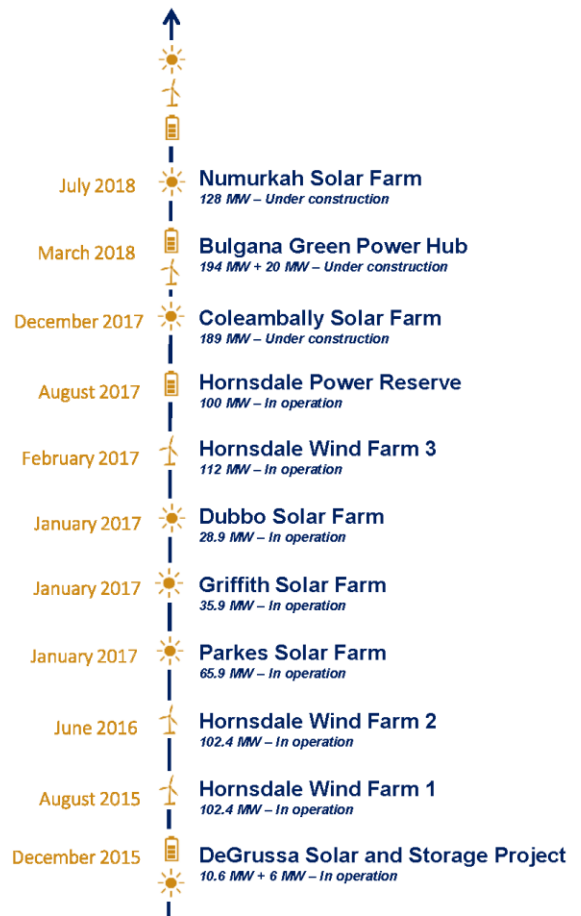 July 2018
Numurkah Solar Farm
128 MW – Under construction
March 2018
Bulgana Green Power Hub
194 MW + 20 MW – Under construction
December 2017
Coleambally Solar Farm
189 MW – Under construction
August 2017
Hornsdale Power Reserve
100 MW – In operation
February 2017
Hornsdale Wind Farm 3
112 MW – In operation
January 2017
Dubbo Solar Farm
28.9 MW – In operation
January 2017
Griffith Solar Farm
35.9 MW – In operation
January 2017
Parkes Solar Farm
65.9 MW – In operation
June 2016
Hornsdale Wind Farm 2
102.4 MW – In operation
August 2015
Hornsdale Wind Farm 1
102.4 MW – In operation
December 2015
DeGrussa Solar and Storage Project
10.6 MW + 6 MW – In operation